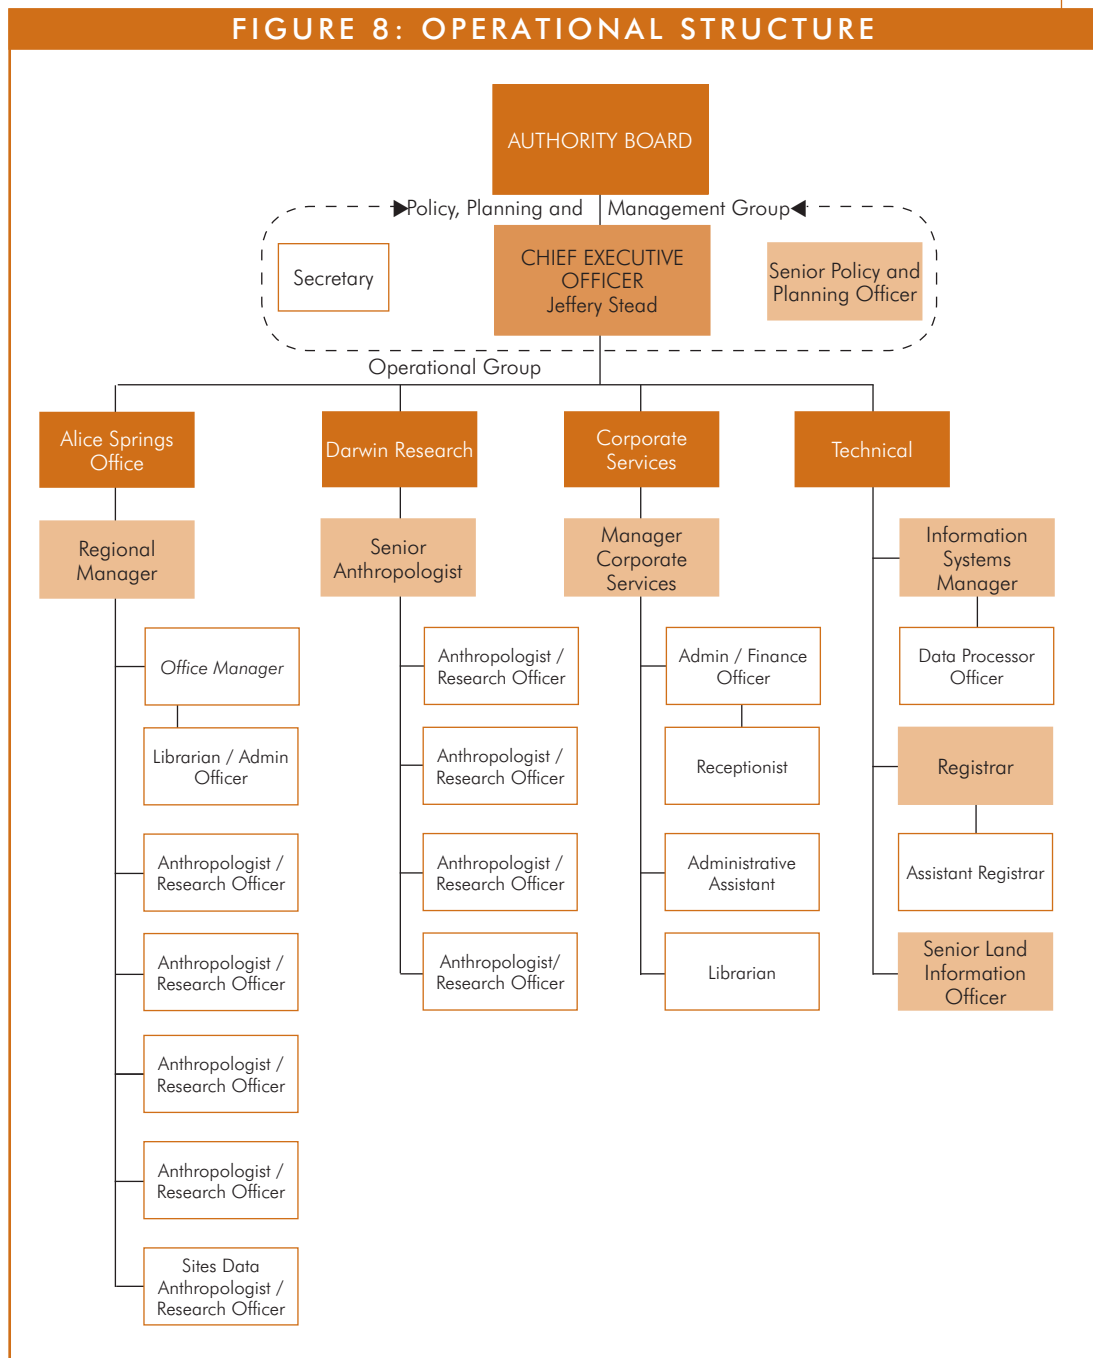 FIGURE 8: OPERATIONAL STRUCTURE
AUTHORITY BOARD
Policy, Planning and Management Group
Secretary
CHIEF EXECUTIVE
OFFICER
Jeffery Stead
Senior Policy and
Planning Officer
Operational Group
Alice Springs
Office
Darwin Research
Corporate
Services
Technical
Regional
Manager
Senior
Anthropologist
Manager
Corporate
Services
Information
Systems
Manager
Office Manager
Anthropologist /
Research Officer
Admin / Finance
Officer
Data Processor
Officer
Librarian / Admin
Officer
Anthropologist /
Research Officer
Receptionist
Registrar
Anthropologist /
Research Officer
Anthropologist /
Research Officer
Administrative
Assistant
Assistant Registrar
Anthropologist /
Research Officer
Anthropologist/
Research Officer
Librarian
Senior Land
Information
Officer
Anthropologist /
Research Officer
Anthropologist /
Research Officer
Sites Data
Anthropologist /
Research Officer